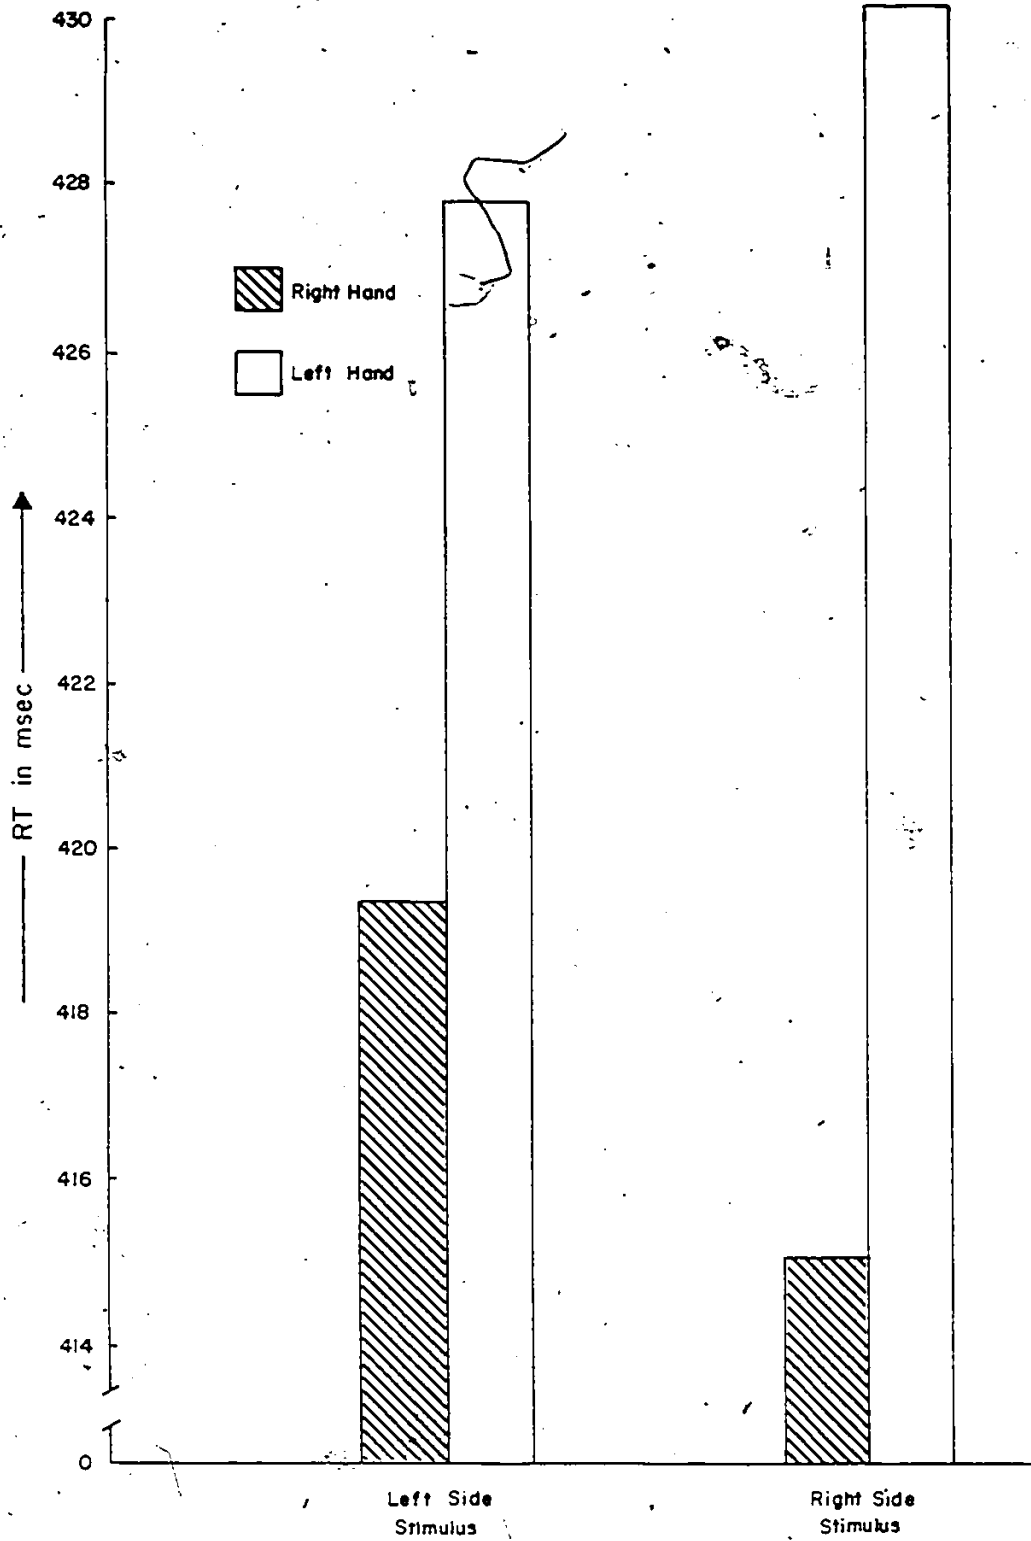 430
428
Right Hand
426
Left Hand
424
422
420
418
416
414
0
RT in msec
Left Side
Stimulus
Right Side
Stimulus